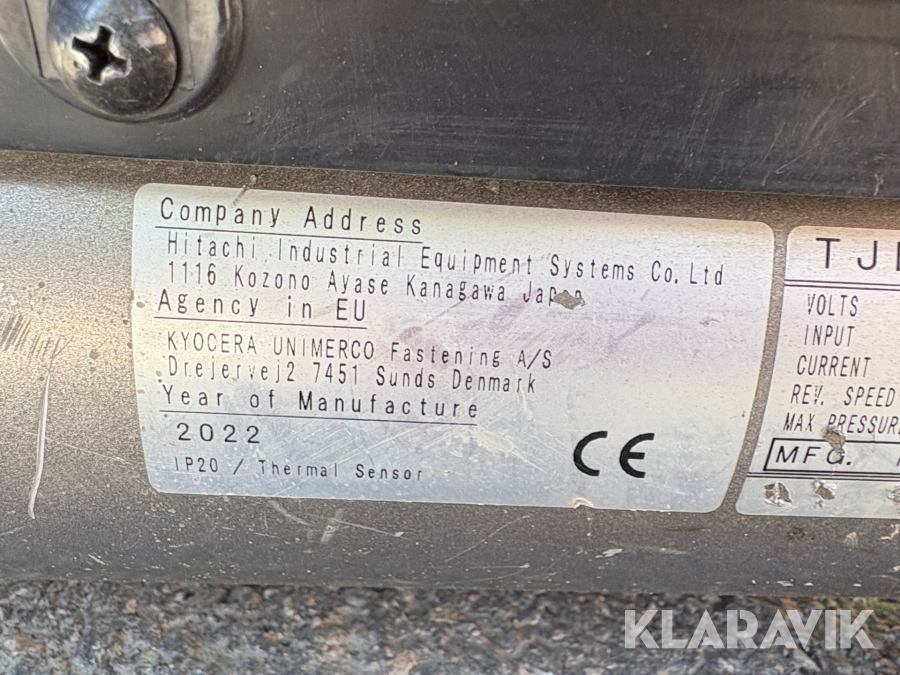 Company Address
Hitachi Industrial Equipment Systems Co. Ltd
1116 Kozono Ayase Kanagawa Japan
Agency in EU
KYOCERA UNIMERCO Fastening A/S
Drejervej2 7451 Sunds Denmark
Year of Manufacture
2022
IP20 / Thermal Sensor
CE
VOLTS
INPUT
CURRENT
REV. SPEED
MAX PRESSURE
MFG.
KLARAVIK